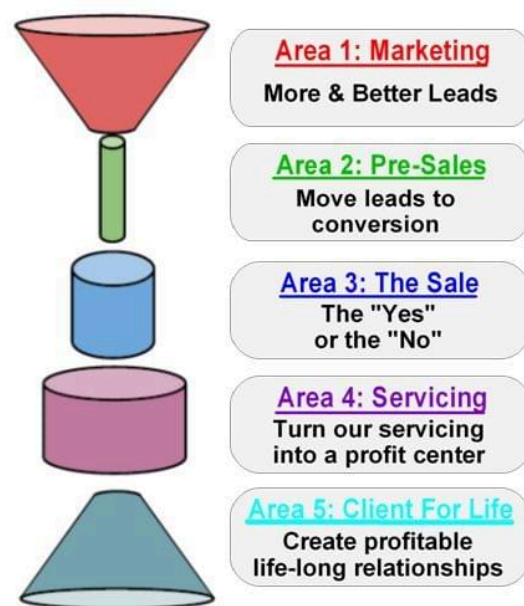 Area 1: Marketing
More & Better Leads
Area 2: Pre-Sales
Move leads to
conversion
Area 3: The Sale
The "Yes"
or the "No"
Area 4: Servicing
Turn our servicing
into a profit center
Area 5: Client For Life
Create profitable
life-long relationships